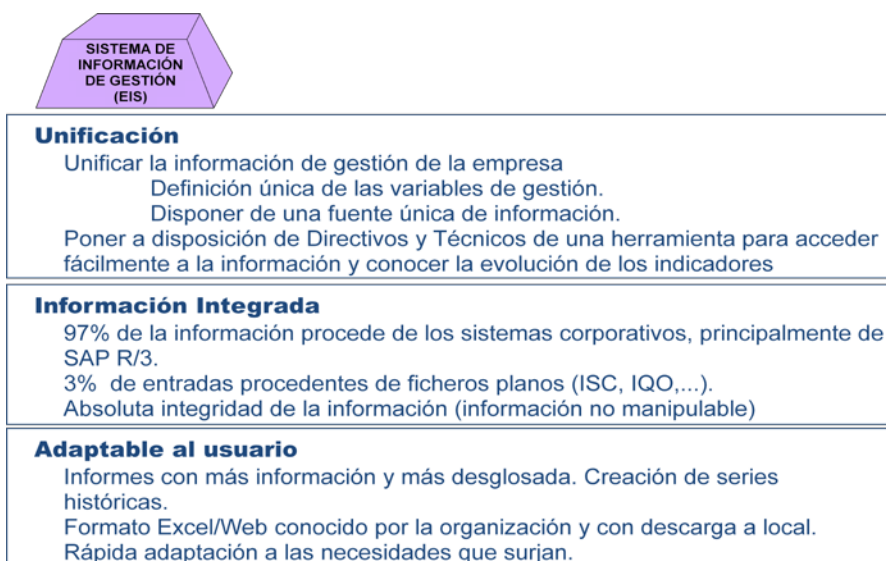 SISTEMA DE
INFORMACIÓN
DE GESTIÓN
(EIS)
Unificación
Unificar la información de gestión de la empresa
Definición única de las variables de gestión.
Disponer de una fuente única de información.
Poner a disposición de Directivos y Técnicos de una herramienta para acceder
fácilmente a la información y conocer la evolución de los indicadores
Información Integrada
97% de la información procede de los sistemas corporativos, principalmente de
SAP R/3.
3%  de entradas procedentes de ficheros planos (ISC, IQO,...).
Absoluta integridad de la información (información no manipulable)
Adaptable al usuario
Informes con más información y más desglosada. Creación de series
históricas.
Formato Excel/Web conocido por la organización y con descarga a local.
Rápida adaptación a las necesidades que surjan.